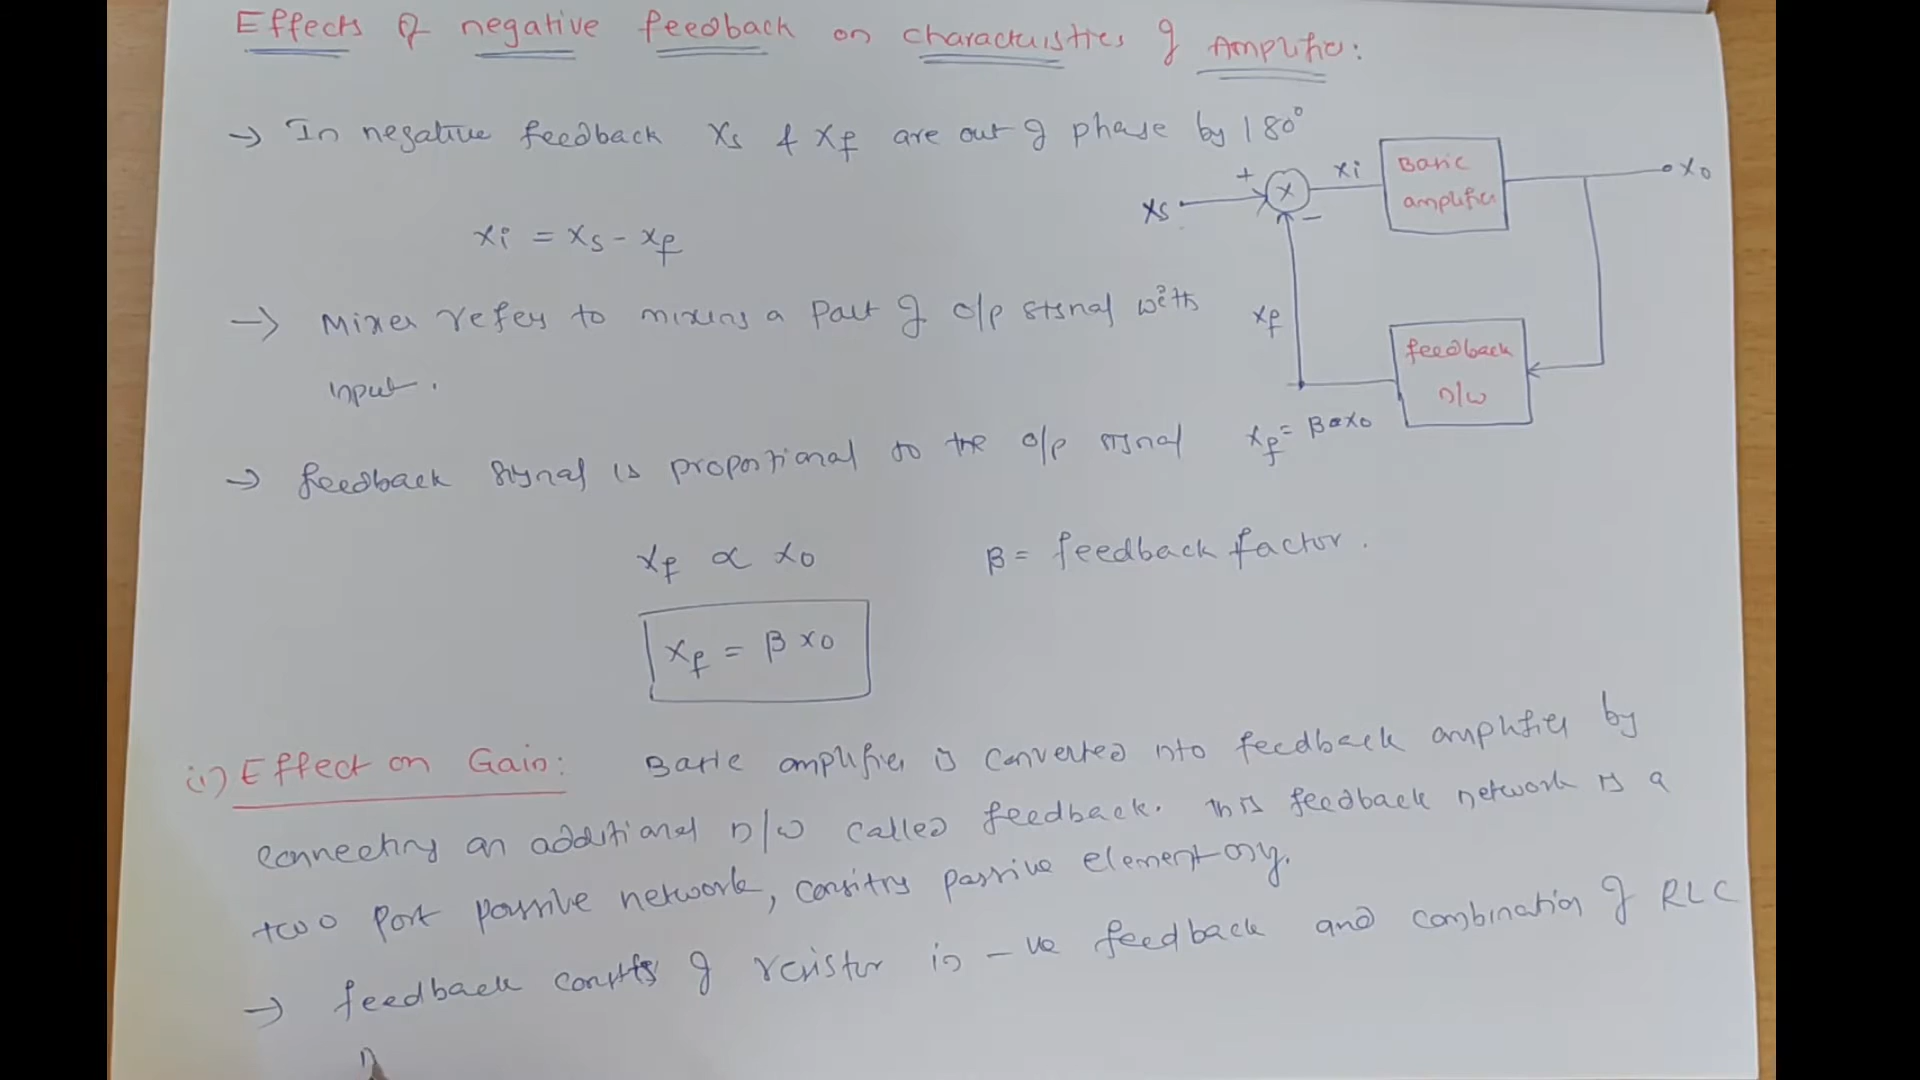 Effects of negative feedback on characteristics of Amplifier:
→ In negative feedback Xs & Xf are out of phase by 180°
Xi = Xs - Xf
→ Mixer refers to mixing a Part of o/p signal with
input.
→ feedback signal is proportional to the o/p signal
Xf ∝ Xo
β = feedback factor.
Xf = β Xo
Xs
+
X
-
Xi
Basic
amplifier
Xo
Xf
feedback
n/w
Xf = β Xo
(i) Effect on Gain: Basic amplifier is converted into feedback amplifier by
connecting an additional n/w called feedback. This feedback network is a
two port passive network, consists passive element only.
→ feedback consists of resistor in -ve feedback and combination of RLC